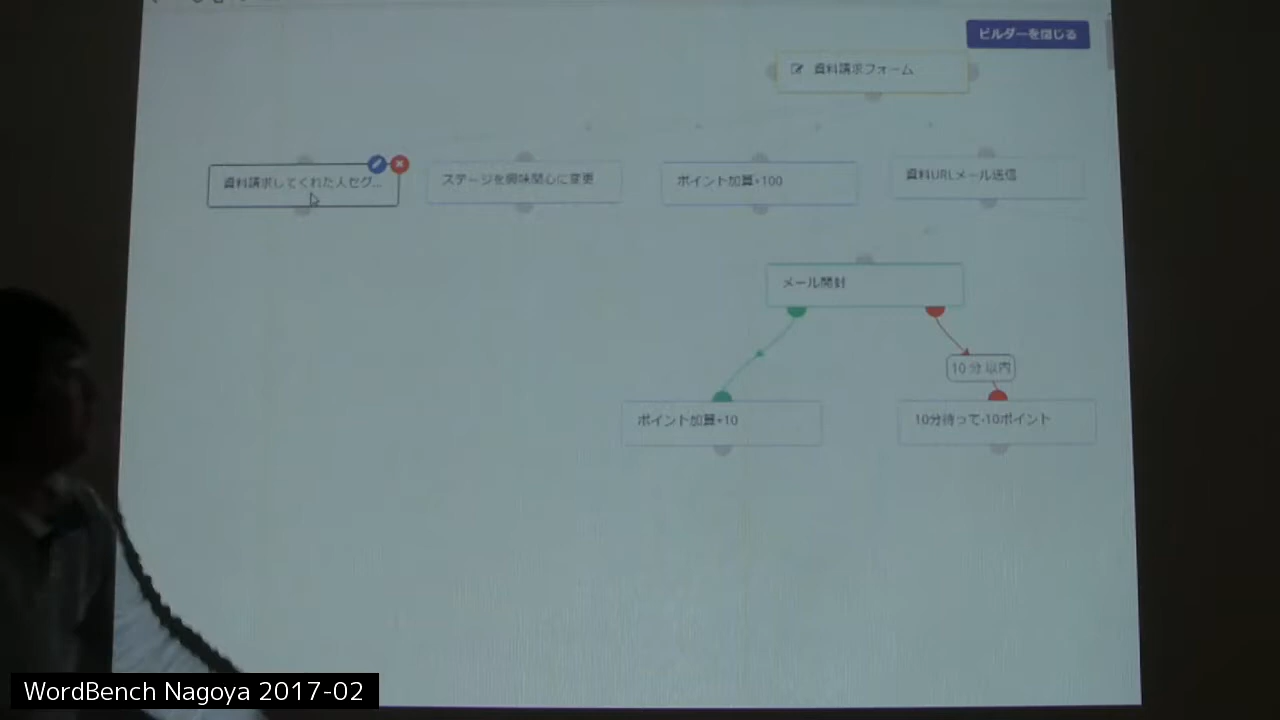 ビルダーを閉じる
資料請求フォーム
資料請求してくれた人セグ...
ステージを興味関心に変更
ポイント加算+100
資料URLメール送信
メール開封
10 分 以内
ポイント加算+10
10分待って-10ポイント
WordBench Nagoya 2017-02